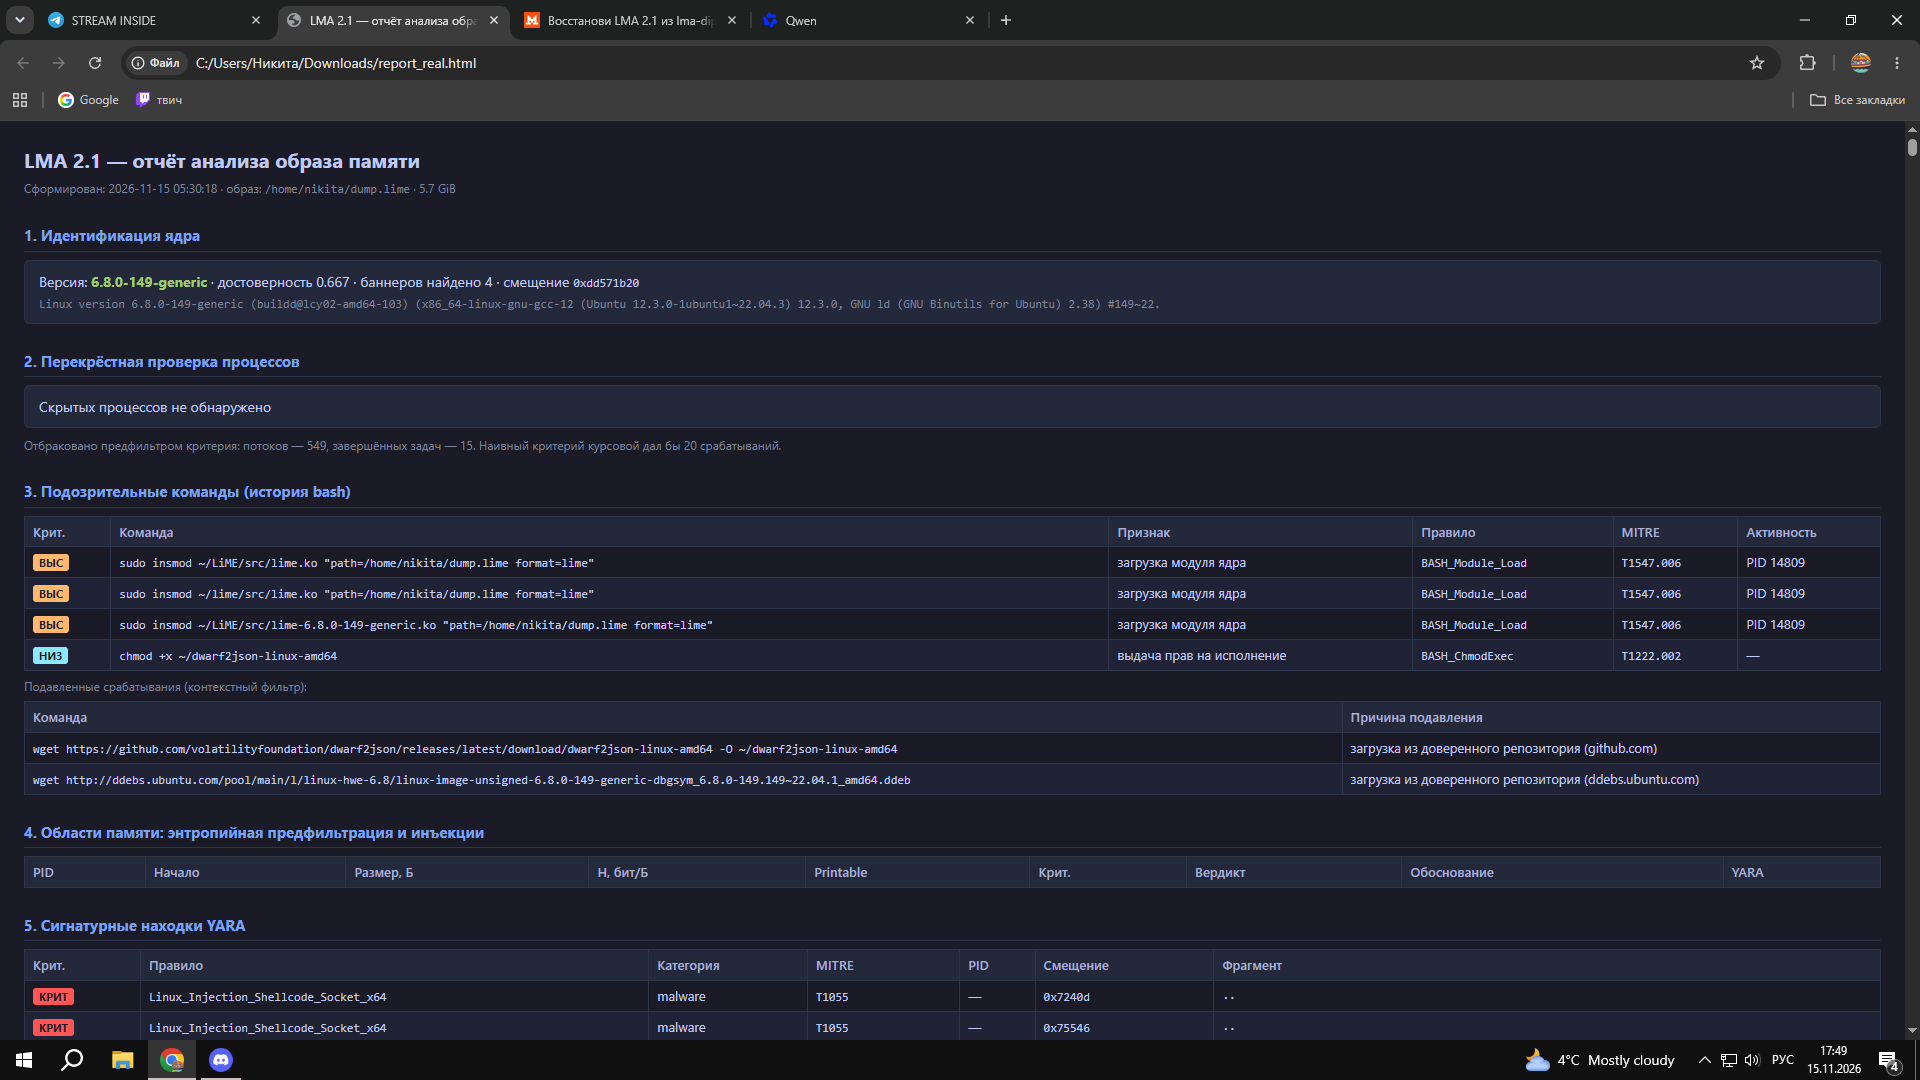 STREAM INSIDE
LMA 2.1 — отчёт анализа обра
Восстанови LMA 2.1 из lma-di
Qwen
Файл
C:/Users/Никита/Downloads/report_real.html
Google
твич
Все закладки
LMA 2.1 — отчёт анализа образа памяти
Сформирован: 2026-11-15 05:30:18 · образ: /home/nikita/dump.lime · 5.7 GiB
1. Идентификация ядра
Версия: 6.8.0-149-generic · достоверность 0.667 · баннеров найдено 4 · смещение 0xdd571b20
Linux version 6.8.0-149-generic (buildd@lcy02-amd64-103) (x86_64-linux-gnu-gcc-12 (Ubuntu 12.3.0-1ubuntu1~22.04.3) 12.3.0, GNU ld (GNU Binutils for Ubuntu) 2.38) #149~22.
2. Перекрёстная проверка процессов
Скрытых процессов не обнаружено
Отбраковано предфильтром критерия: потоков — 549, завершённых задач — 15. Наивный критерий курсовой дал бы 20 срабатываний.
3. Подозрительные команды (история bash)
Крит. Команда Признак Правило MITRE Активность
ВЫС sudo insmod ~/LiME/src/lime.ko "path=/home/nikita/dump.lime format=lime" загрузка модуля ядра BASH_Module_Load T1547.006 PID 14809
ВЫС sudo insmod ~/lime/src/lime.ko "path=/home/nikita/dump.lime format=lime" загрузка модуля ядра BASH_Module_Load T1547.006 PID 14809
ВЫС sudo insmod ~/LiME/src/lime-6.8.0-149-generic.ko "path=/home/nikita/dump.lime format=lime" загрузка модуля ядра BASH_Module_Load T1547.006 PID 14809
НИЗ chmod +x ~/dwarf2json-linux-amd64 выдача прав на исполнение BASH_ChmodExec T1222.002 —
Подавленные срабатывания (контекстный фильтр):
Команда Причина подавления
wget https://github.com/volatilityfoundation/dwarf2json/releases/latest/download/dwarf2json-linux-amd64 -O ~/dwarf2json-linux-amd64 загрузка из доверенного репозитория (github.com)
wget http://ddebs.ubuntu.com/pool/main/l/linux-hwe-6.8/linux-image-unsigned-6.8.0-149-generic-dbgsym_6.8.0-149.149~22.04.1_amd64.ddeb загрузка из доверенного репозитория (ddebs.ubuntu.com)
4. Области памяти: энтропийная предфильтрация и инъекции
PID Начало Размер, Б H, бит/Б Printable Крит. Вердикт Обоснование YARA
5. Сигнатурные находки YARA
Крит. Правило Категория MITRE PID Смещение Фрагмент
КРИТ Linux_Injection_Shellcode_Socket_x64 malware T1055 — 0x7240d ..
КРИТ Linux_Injection_Shellcode_Socket_x64 malware T1055 — 0x75546 ..
4°C Mostly cloudy
РУС
17:49
15.11.2026
4